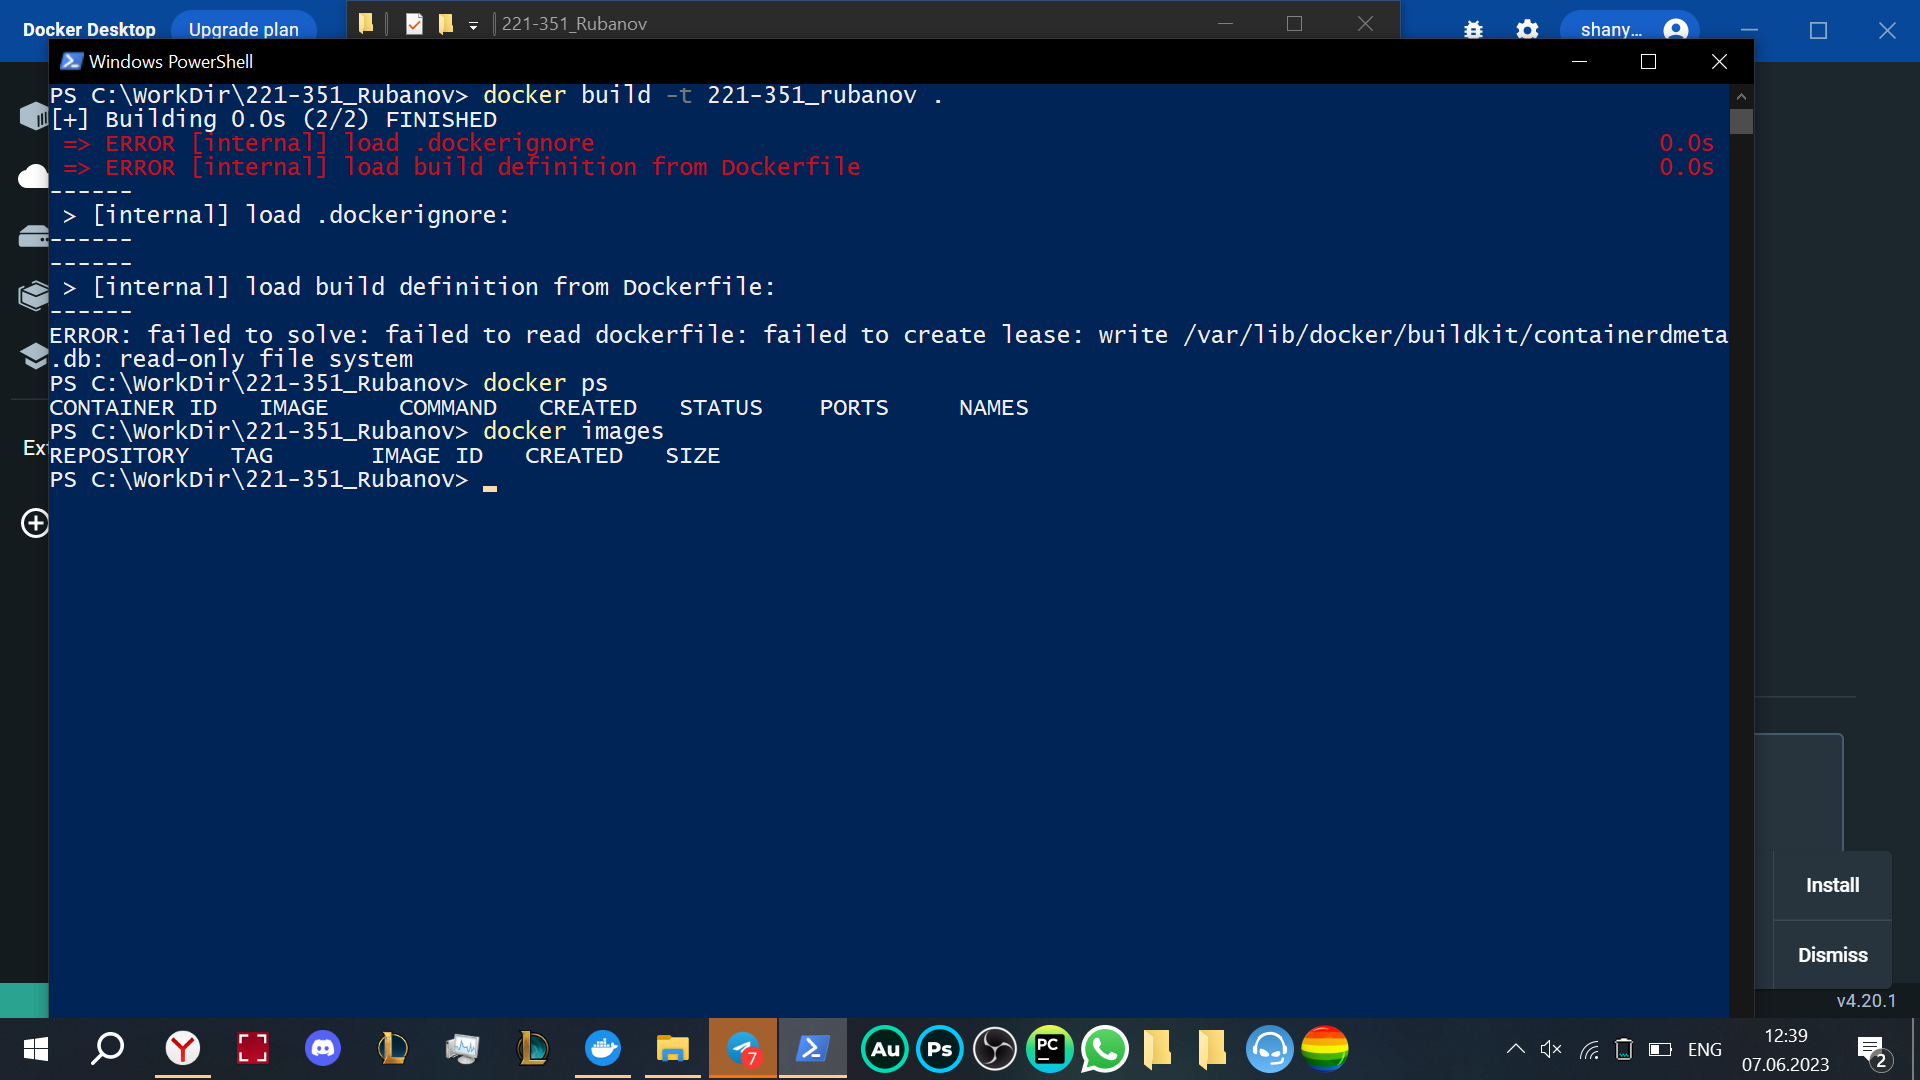 Docker Desktop
Upgrade plan
221-351_Rubanov
shany...
Windows PowerShell
PS C:\WorkDir\221-351_Rubanov> docker build -t 221-351_rubanov .
[+] Building 0.0s (2/2) FINISHED
=> ERROR [internal] load .dockerignore 0.0s
=> ERROR [internal] load build definition from Dockerfile 0.0s
------
> [internal] load .dockerignore:
------
------
> [internal] load build definition from Dockerfile:
------
ERROR: failed to solve: failed to read dockerfile: failed to create lease: write /var/lib/docker/buildkit/containerdmeta
.db: read-only file system
PS C:\WorkDir\221-351_Rubanov> docker ps
CONTAINER ID   IMAGE     COMMAND   CREATED   STATUS    PORTS     NAMES
PS C:\WorkDir\221-351_Rubanov> docker images
REPOSITORY   TAG       IMAGE ID   CREATED   SIZE
PS C:\WorkDir\221-351_Rubanov>
Ext
Install
Dismiss
v4.20.1
7
Au
Ps
PC
ENG
12:39
07.06.2023
2